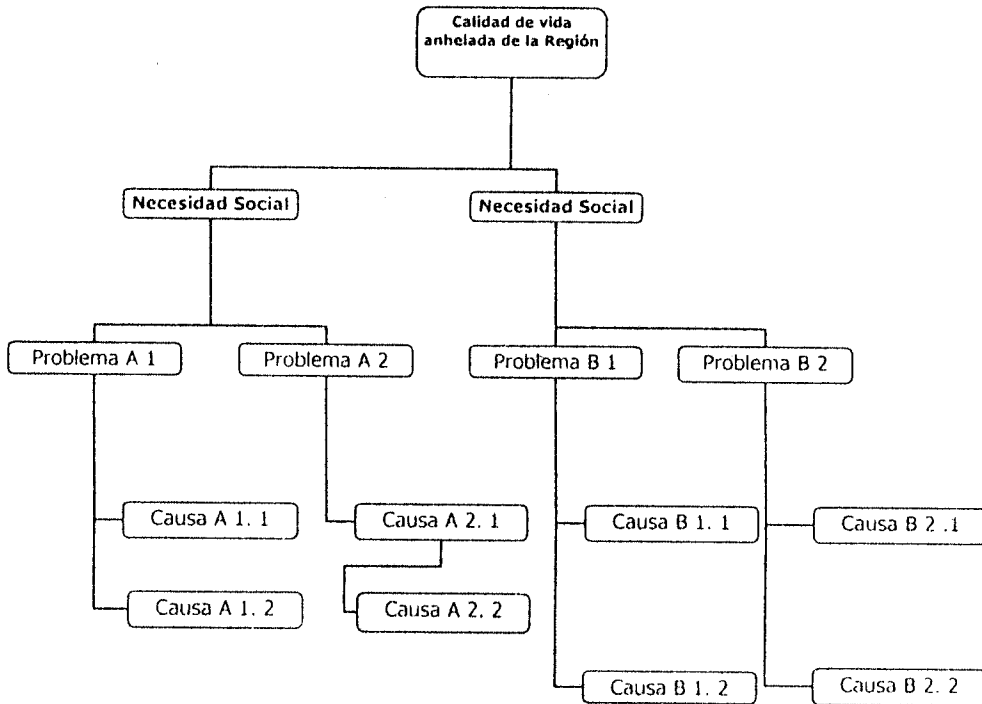 Calidad de vida
anhelada de la Región
Necesidad Social
Necesidad Social
Problema A 1
Problema A 2
Problema B 1
Problema B 2
Causa A 1. 1
Causa A 2. 1
Causa B 1. 1
Causa B 2 .1
Causa A 1. 2
Causa A 2. 2
Causa B 1. 2
Causa B 2. 2